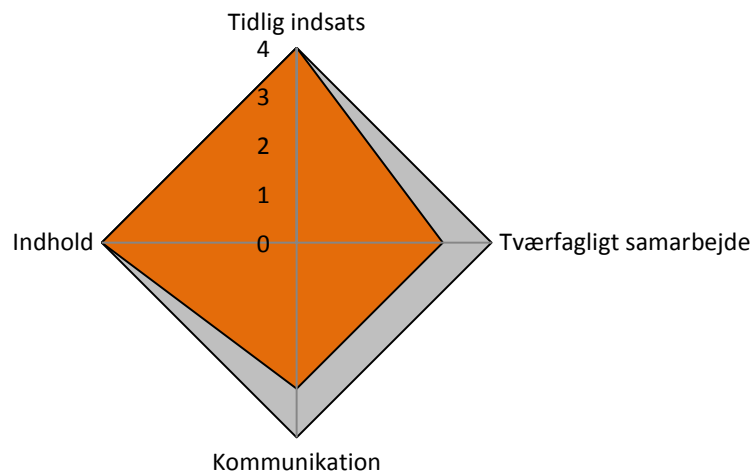 Tidlig indsats
4
3
2
1
0
Indhold
Tværfagligt samarbejde
Kommunikation